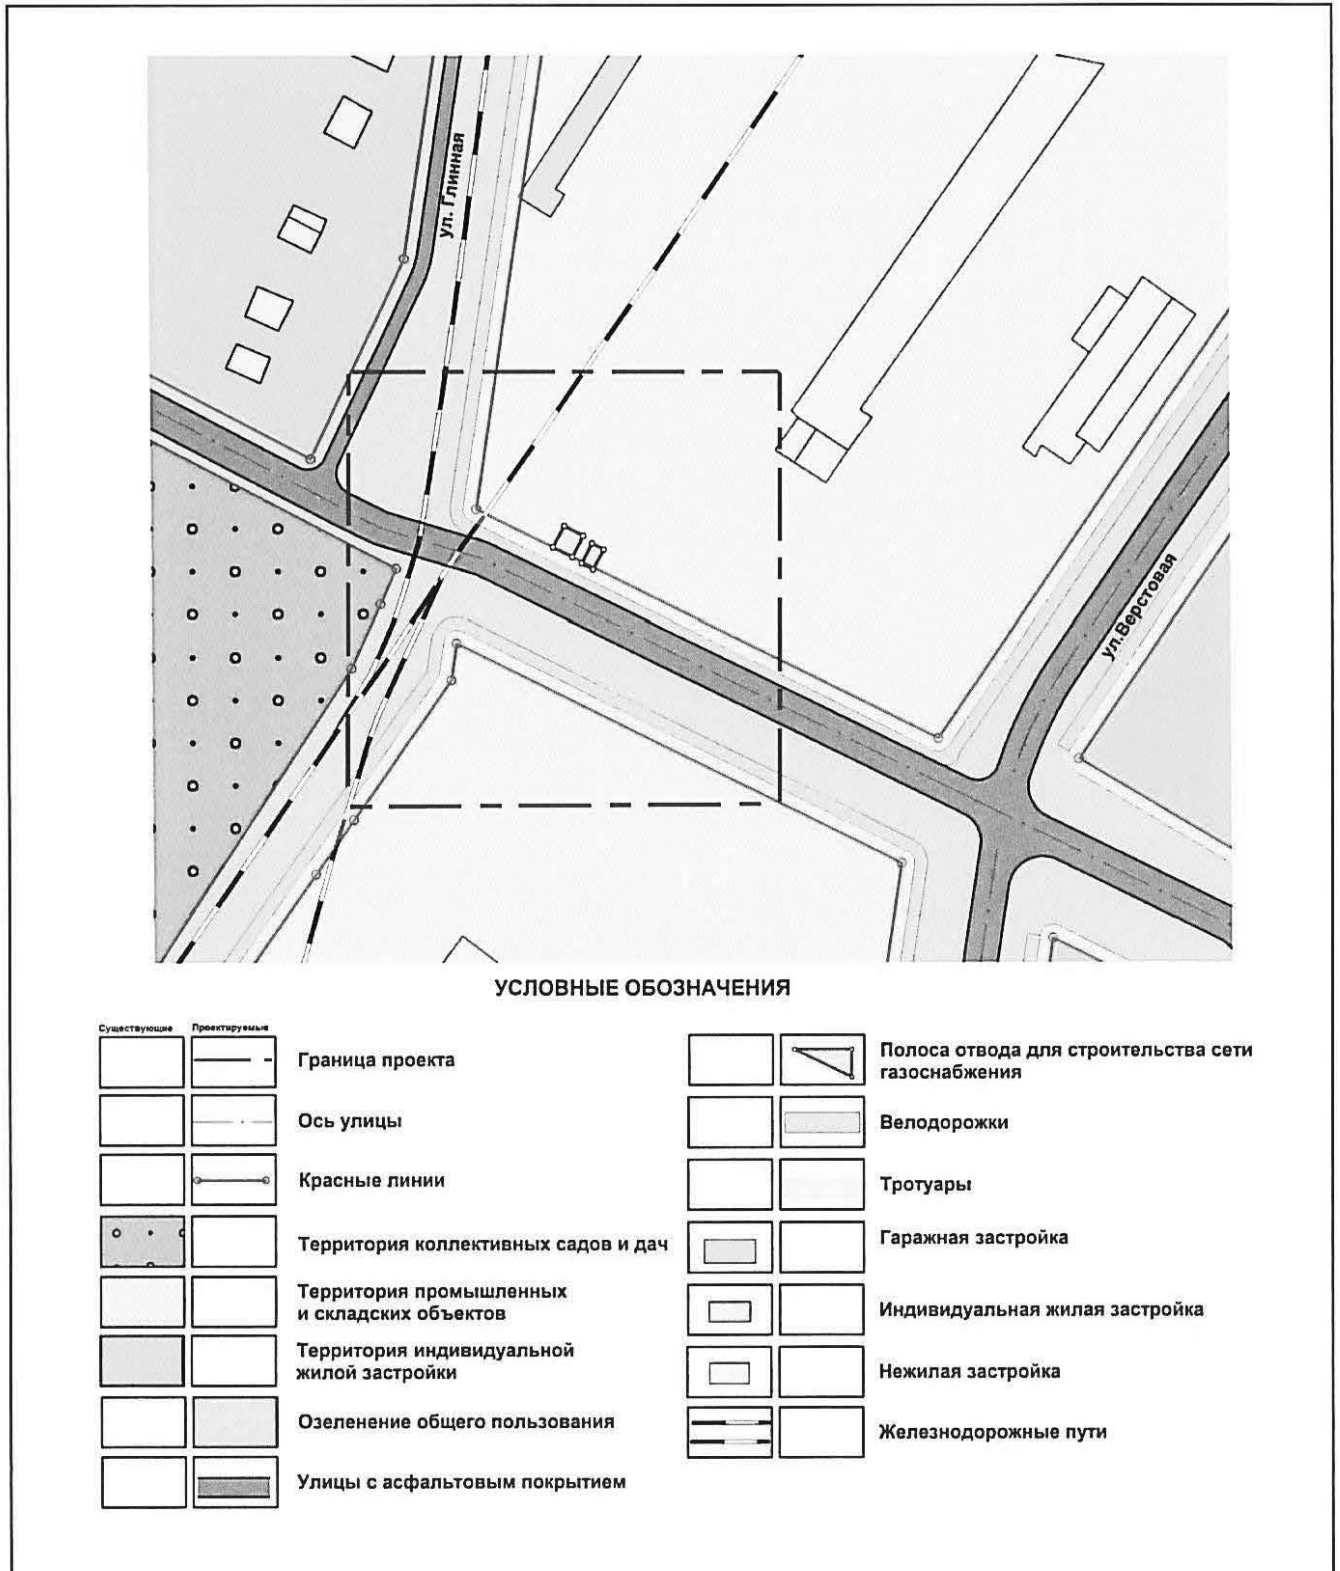 ул. Глинная
ул.Верстовая
УСЛОВНЫЕ ОБОЗНАЧЕНИЯ
Существующие Проектируемые
Граница проекта
Ось улицы
Красные линии
Территория коллективных садов и дач
Территория промышленных
и складских объектов
Территория индивидуальной
жилой застройки
Озеленение общего пользования
Улицы с асфальтовым покрытием
Полоса отвода для строительства сети
газоснабжения
Велодорожки
Тротуары
Гаражная застройка
Индивидуальная жилая застройка
Нежилая застройка
Железнодорожные пути